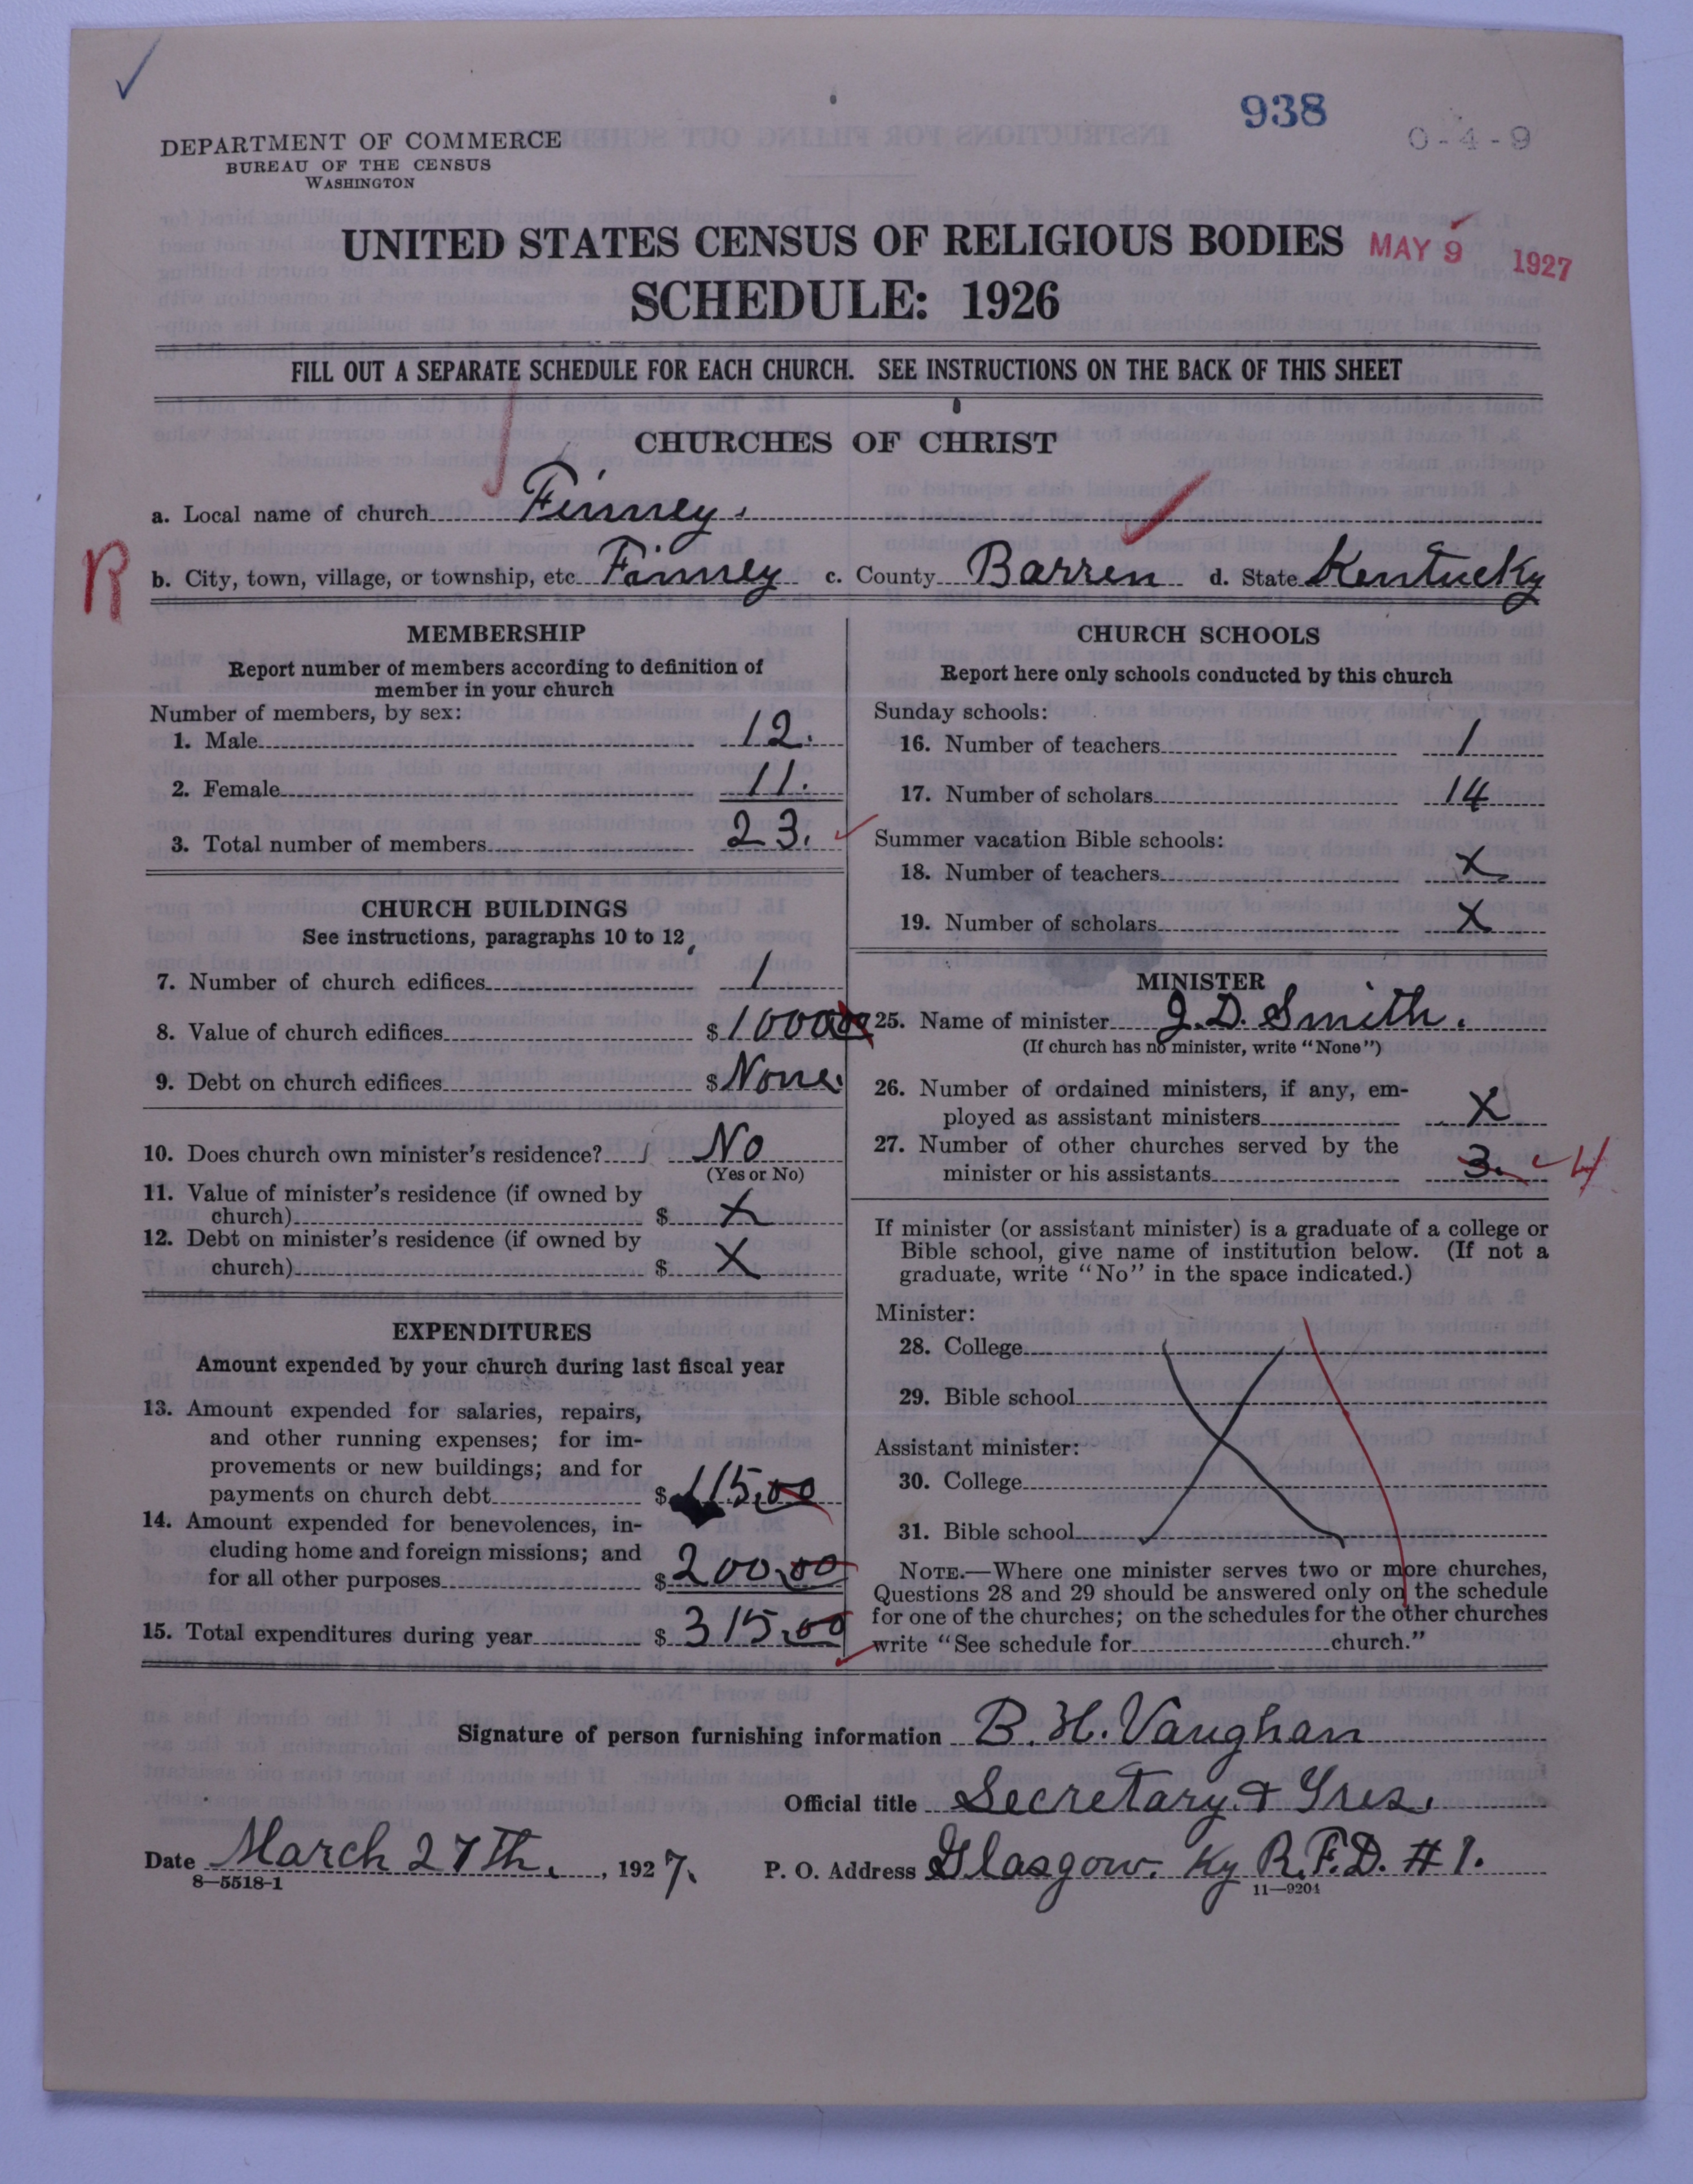 938
0-4-9
DEPARTMENT OF COMMERCE
BUREAU OF THE CENSUS
WASHINGTON
UNITED STATES CENSUS OF RELIGIOUS BODIES
MAY 9 1927
SCHEDULE: 1926
FILL OUT A SEPARATE SCHEDULE FOR EACH CHURCH. SEE INSTRUCTIONS ON THE BACK OF THIS SHEET
CHURCHES OF CHRIST
a. Local name of church Finney.
R
b. City, town, village, or township, etc. Finney c. County Barren d. State Kentucky
MEMBERSHIP
Report number of members according to definition of
member in your church
Number of members, by sex:
1. Male 12.
2. Female 11.
3. Total number of members 23.
CHURCH BUILDINGS
See instructions, paragraphs 10 to 12
7. Number of church edifices 1
8. Value of church edifices $1000
9. Debt on church edifices $None.
10. Does church own minister's residence? No
(Yes or No)
11. Value of minister's residence (if owned by
church) $ X
12. Debt on minister's residence (if owned by
church) $ X
EXPENDITURES
Amount expended by your church during last fiscal year
13. Amount expended for salaries, repairs,
and other running expenses; for im-
provements or new buildings; and for
payments on church debt $ 115.00
14. Amount expended for benevolences, in-
cluding home and foreign missions; and
for all other purposes $ 200.00
15. Total expenditures during year $ 315.00
CHURCH SCHOOLS
Report here only schools conducted by this church
Sunday schools:
16. Number of teachers 1
17. Number of scholars 14
Summer vacation Bible schools:
18. Number of teachers X
19. Number of scholars X
MINISTER
25. Name of minister J. D. Smith.
(If church has no minister, write "None")
26. Number of ordained ministers, if any, em-
ployed as assistant ministers X
27. Number of other churches served by the
minister or his assistants 3. 4
If minister (or assistant minister) is a graduate of a college or
Bible school, give name of institution below. (If not a
graduate, write "No" in the space indicated.)
Minister:
28. College
29. Bible school
Assistant minister:
30. College
31. Bible school
NOTE.—Where one minister serves two or more churches,
Questions 28 and 29 should be answered only on the schedule
for one of the churches; on the schedules for the other churches
write "See schedule for church."
Signature of person furnishing information B. H. Vaughan
Official title Secretary & Tres.
Date March 27th, 1927. P. O. Address Glasgow. Ky R.F.D. #1.
8—5518-1
11—9204